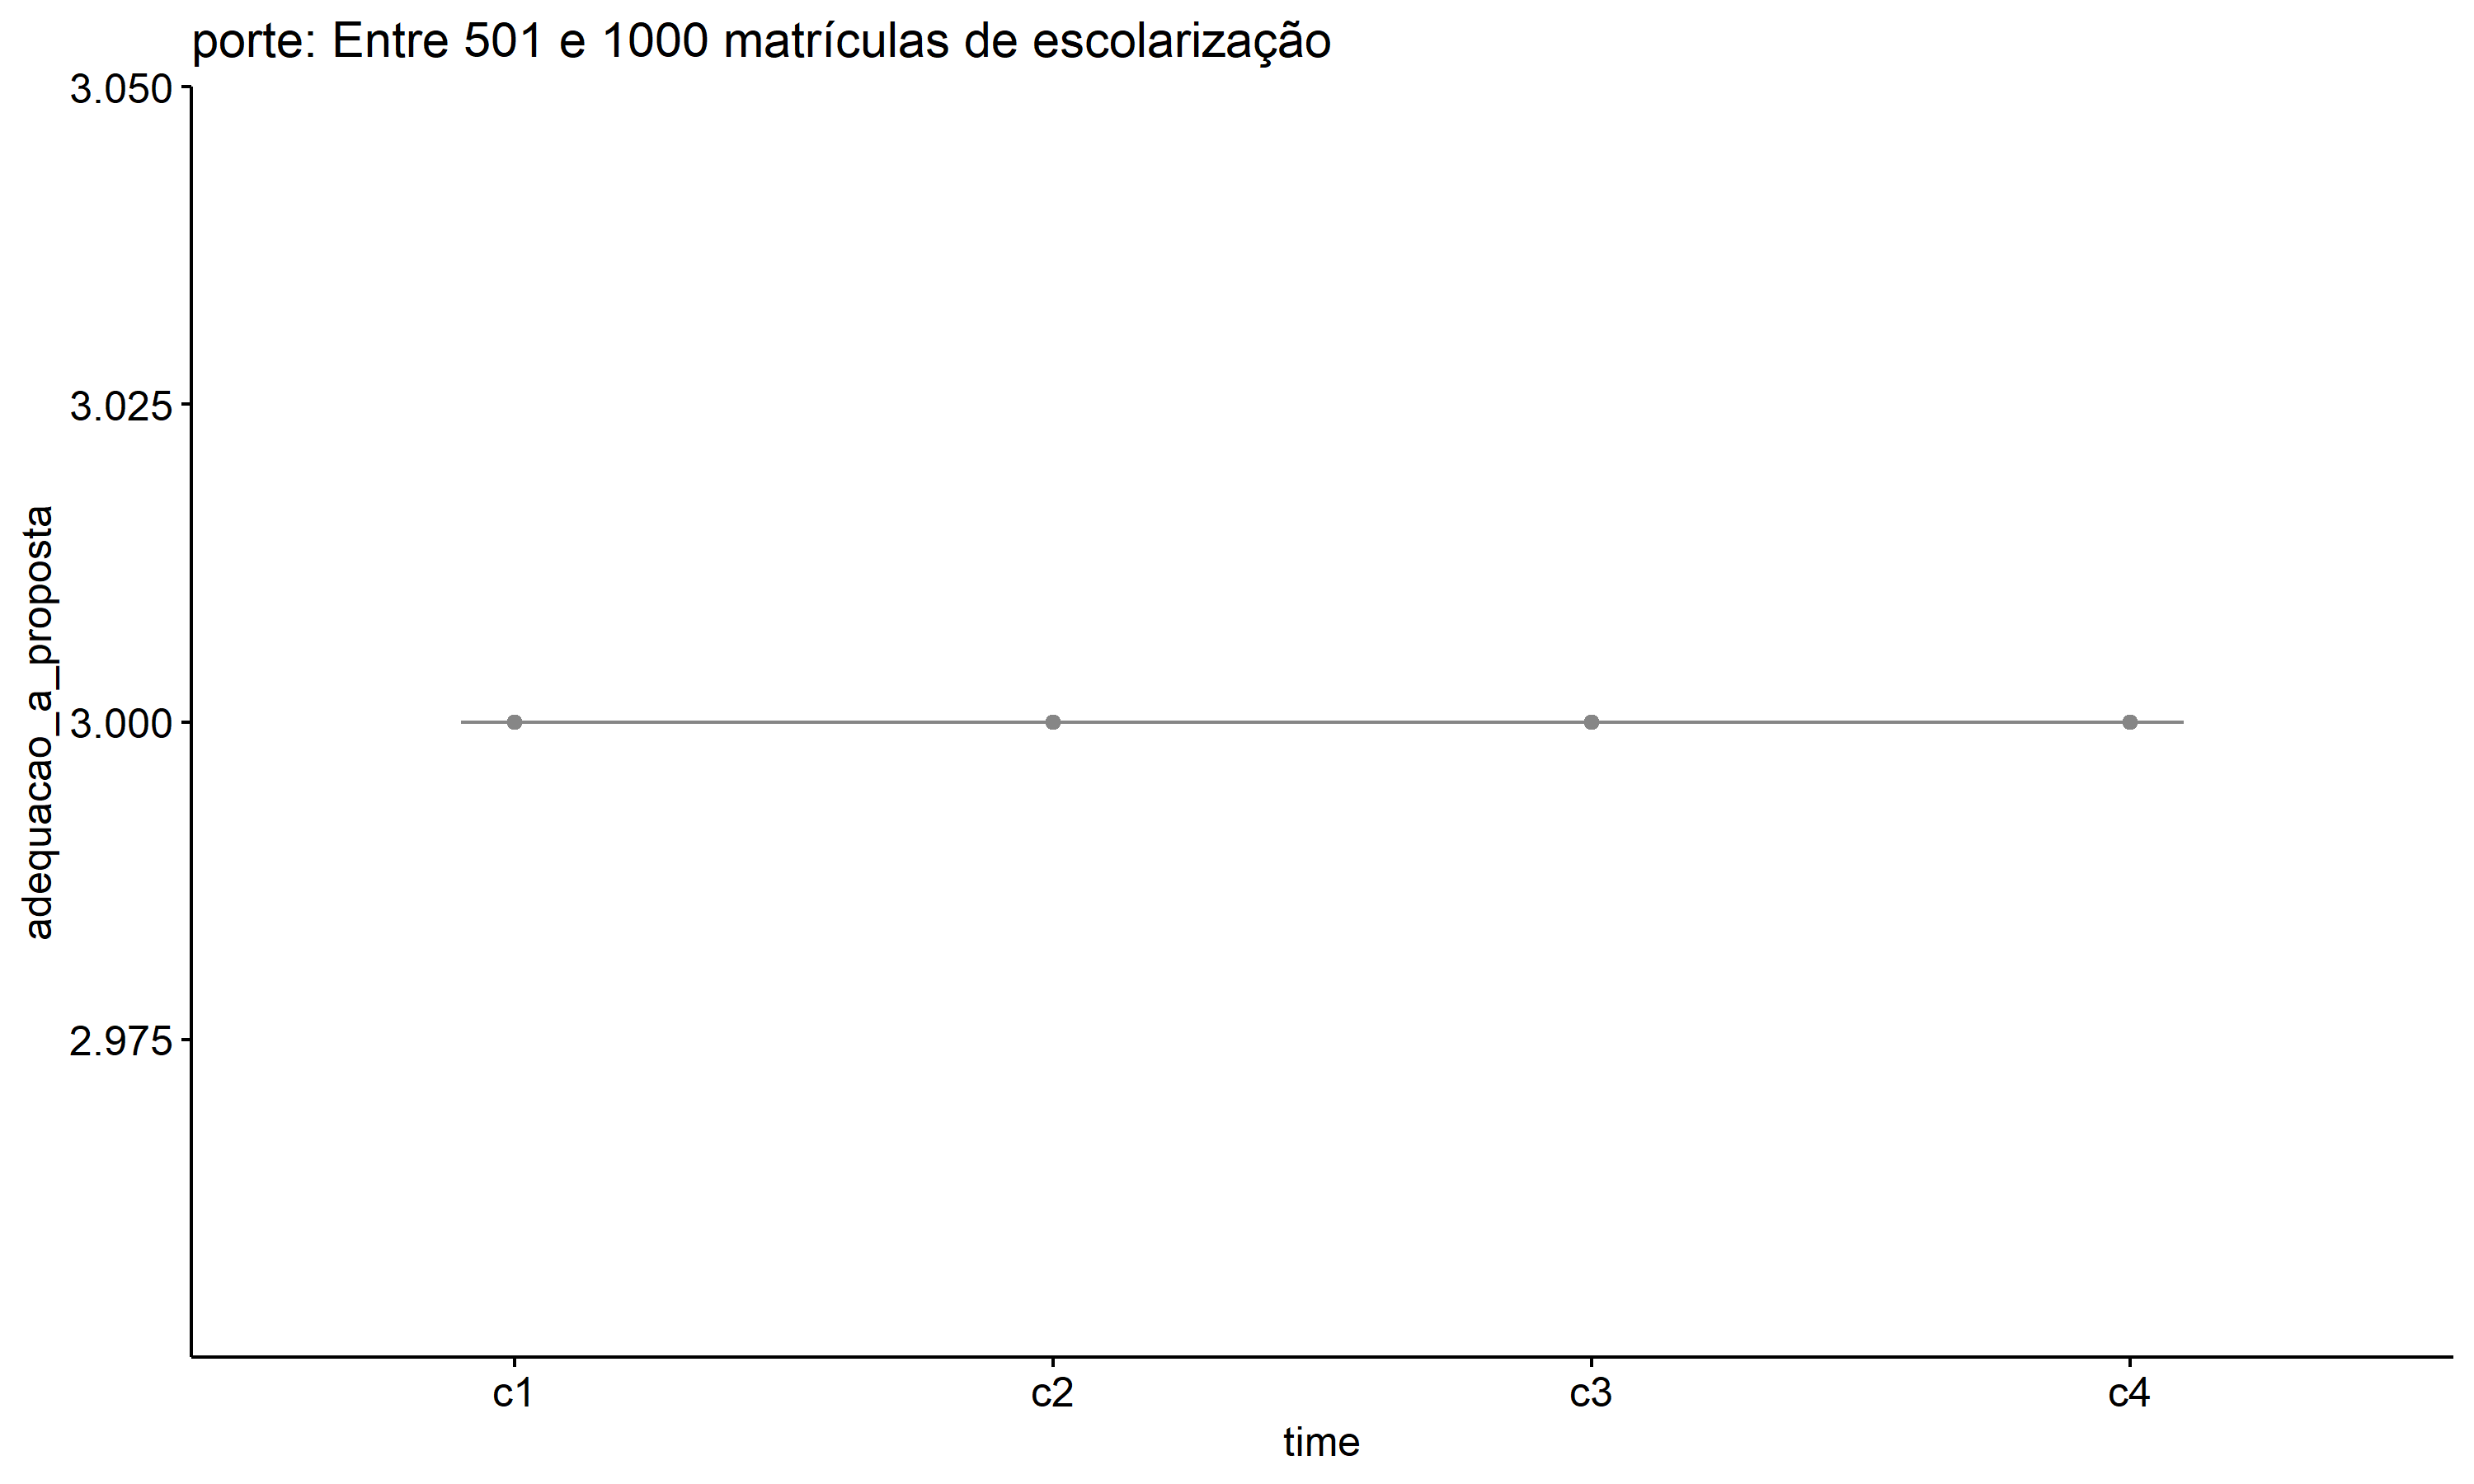 porte: Entre 501 e 1000 matrículas de escolarização
3.050
3.025
3.000
2.975
adequacao_a_proposta
c1 c2 c3 c4
time